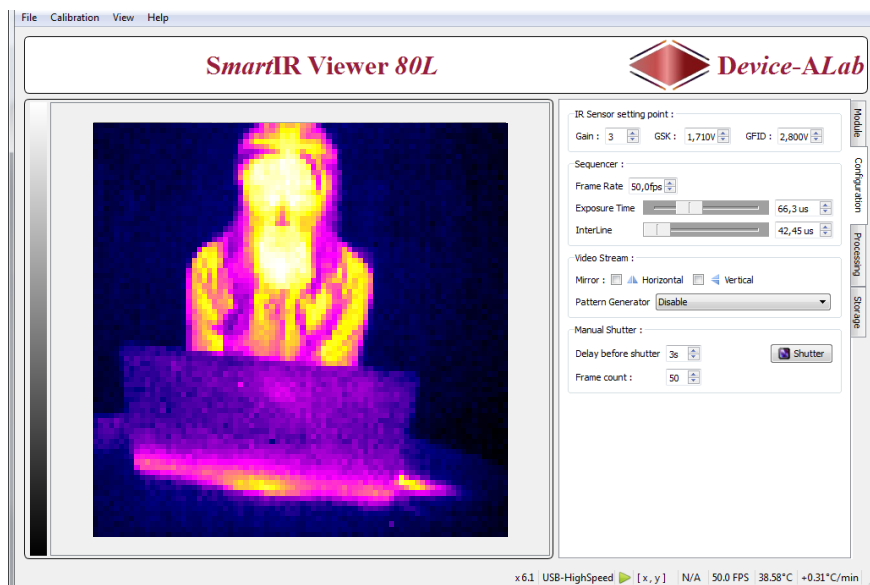 File Calibration View Help
SmartIR Viewer 80L
Device-ALab
IR Sensor setting point :
Gain : 3 GSK : 1,710V GFID : 2,800V
Sequencer :
Frame Rate 50,0fps
Exposure Time 66,3 us
InterLine 42,45 us
Video Stream :
Mirror : Horizontal Vertical
Pattern Generator Disable
Manual Shutter :
Delay before shutter 3s Shutter
Frame count : 50
Module
Configuration
Processing
Storage
x 6.1 USB-HighSpeed [ x , y ] N/A 50.0 FPS 38.58°C +0.31°C/min